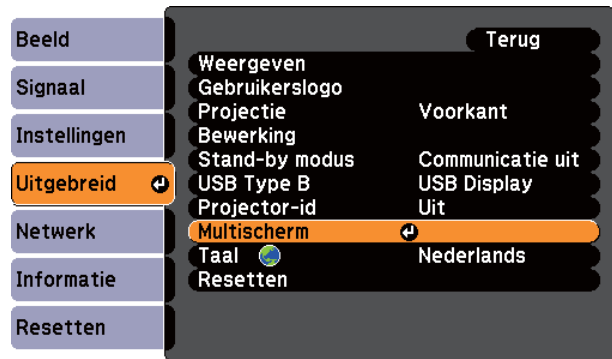 Beeld
Signaal
Instellingen
Uitgebreid
Netwerk
Informatie
Resetten
Terug
Weergeven
Gebruikerslogo
Projectie Voorkant
Bewerking
Stand-by modus Communicatie uit
USB Type B USB Display
Projector-id Uit
Multischerm
Taal Nederlands
Resetten